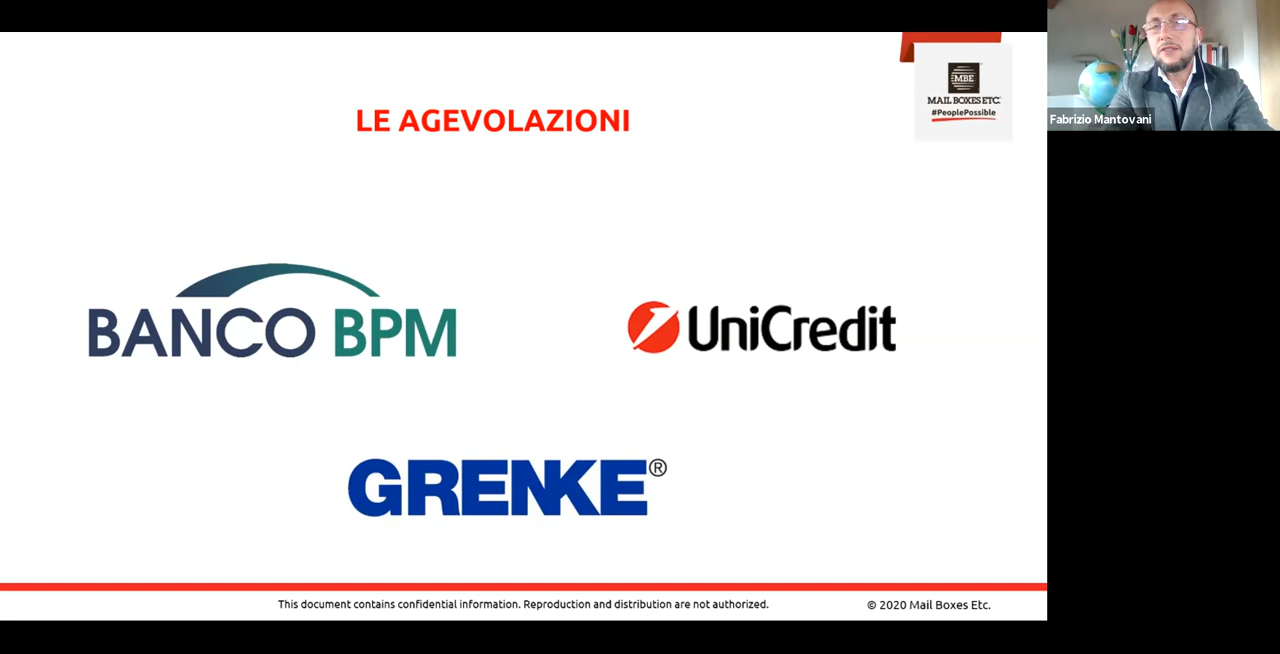 LE AGEVOLAZIONI
MBE
MAIL BOXES ETC.
#PeoplePossible
Fabrizio Mantovani
BANCO BPM
UniCredit
GRENKE®
This document contains confidential information. Reproduction and distribution are not authorized.
© 2020 Mail Boxes Etc.